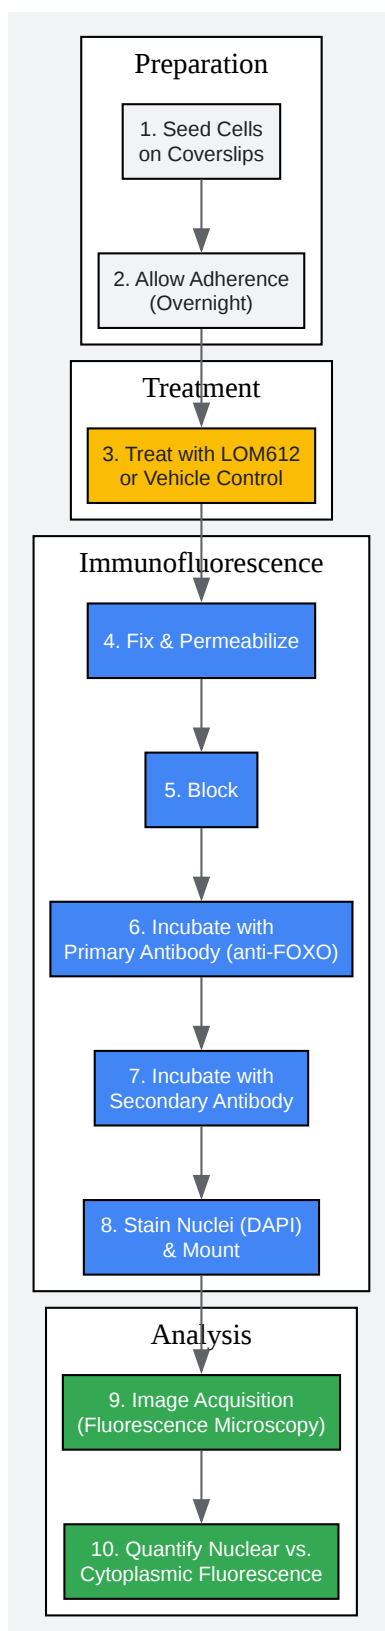 Preparation
1. Seed Cells
on Coverslips
2. Allow Adherence
(Overnight)
Treatment
3. Treat with LOM612
or Vehicle Control
Immunofluorescence
4. Fix & Permeabilize
5. Block
6. Incubate with
Primary Antibody (anti-FOXO)
7. Incubate with
Secondary Antibody
8. Stain Nuclei (DAPI)
& Mount
Analysis
9. Image Acquisition
(Fluorescence Microscopy)
10. Quantify Nuclear vs.
Cytoplasmic Fluorescence